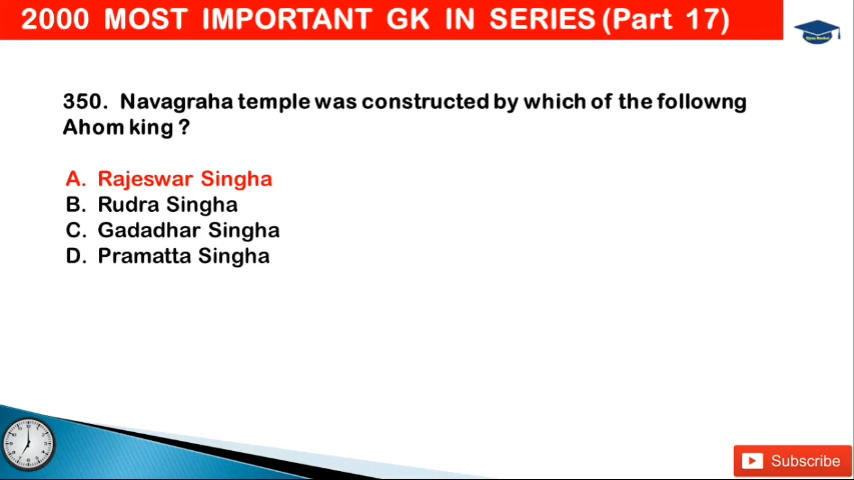 2000 MOST IMPORTANT GK IN SERIES (Part 17)
350. Navagraha temple was constructed by which of the followng
Ahom king ?
A. Rajeswar Singha
B. Rudra Singha
C. Gadadhar Singha
D. Pramatta Singha
Subscribe